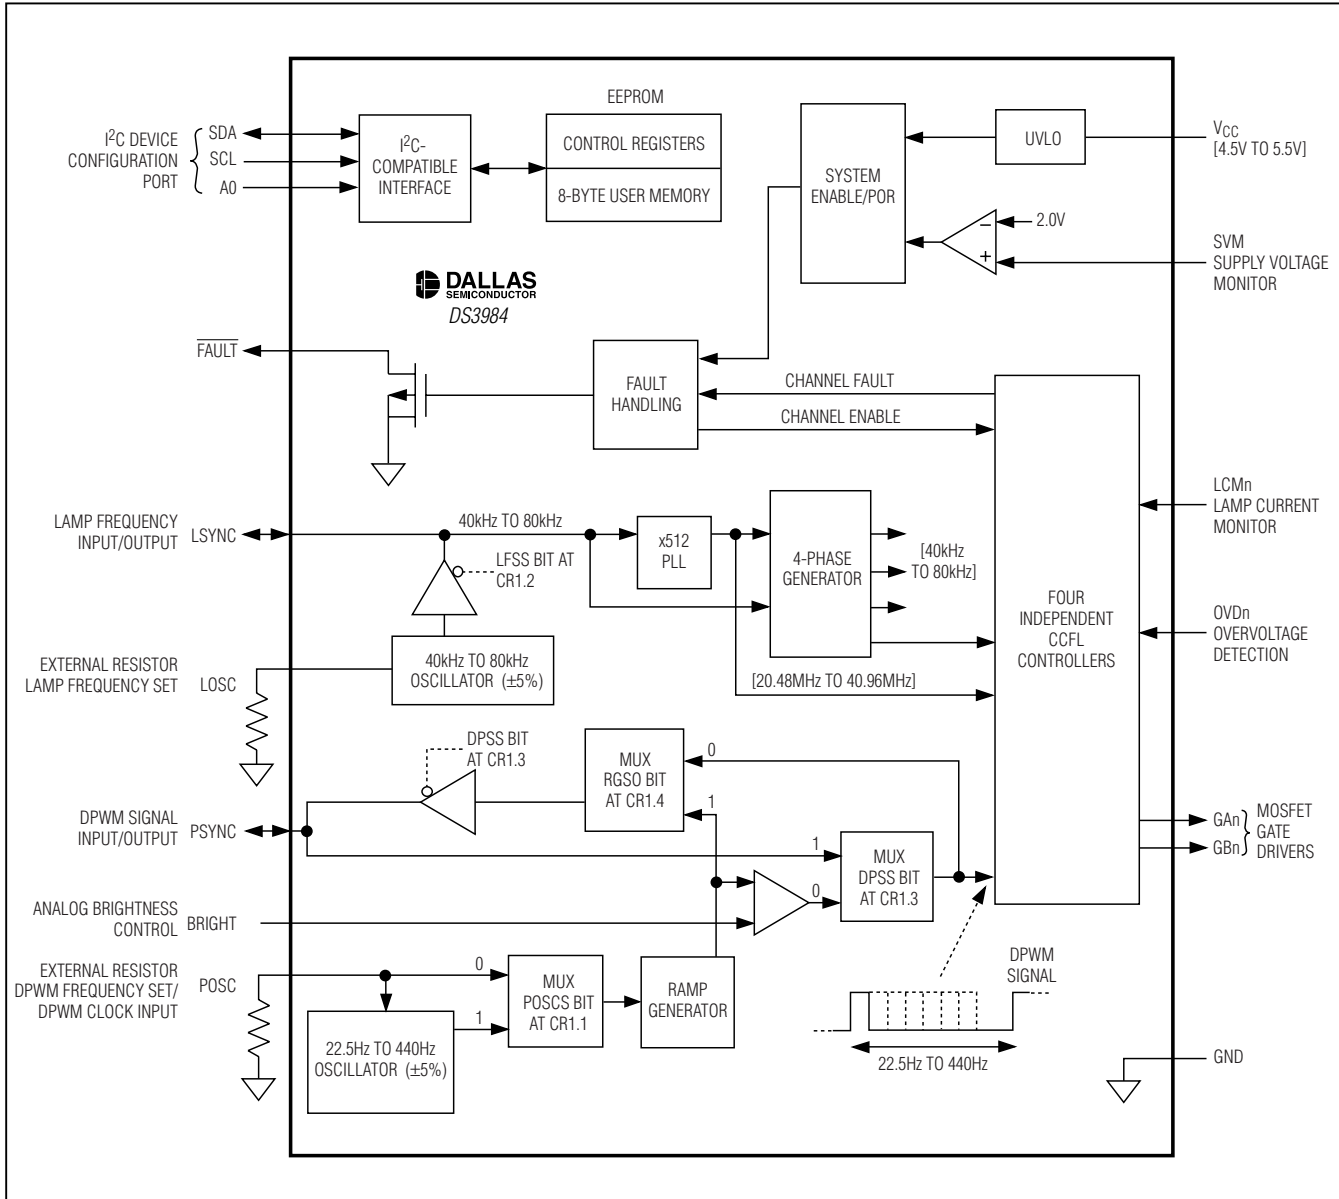 I2C DEVICE
CONFIGURATION
PORT
SDA
SCL
A0
I2C-
COMPATIBLE
INTERFACE
EEPROM
CONTROL REGISTERS
8-BYTE USER MEMORY
SYSTEM
ENABLE/POR
UVLO
VCC
[4.5V TO 5.5V]
2.0V
–
+
SVM
SUPPLY VOLTAGE
MONITOR
DALLAS
SEMICONDUCTOR
DS3984
FAULT
FAULT
HANDLING
CHANNEL FAULT
CHANNEL ENABLE
LAMP FREQUENCY
INPUT/OUTPUT
LSYNC
40kHz TO 80kHz
LFSS BIT AT
CR1.2
x512
PLL
4-PHASE
GENERATOR
[40kHz
TO 80kHz]
FOUR
INDEPENDENT
CCFL
CONTROLLERS
LCMn
LAMP CURRENT
MONITOR
OVDn
OVERVOLTAGE
DETECTION
EXTERNAL RESISTOR
LAMP FREQUENCY SET
LOSC
40kHz TO 80kHz
OSCILLATOR (±5%)
[20.48MHz TO 40.96MHz]
DPSS BIT
AT CR1.3
MUX
RGSO BIT
AT CR1.4
0
1
DPWM SIGNAL
INPUT/OUTPUT
PSYNC
1
0
MUX
DPSS BIT
AT CR1.3
GAn
GBn
MOSFET
GATE
DRIVERS
ANALOG BRIGHTNESS
CONTROL
BRIGHT
EXTERNAL RESISTOR
DPWM FREQUENCY SET/
DPWM CLOCK INPUT
POSC
0
1
22.5Hz TO 440Hz
OSCILLATOR (±5%)
MUX
POSCS BIT
AT CR1.1
RAMP
GENERATOR
DPWM
SIGNAL
22.5Hz TO 440Hz
GND